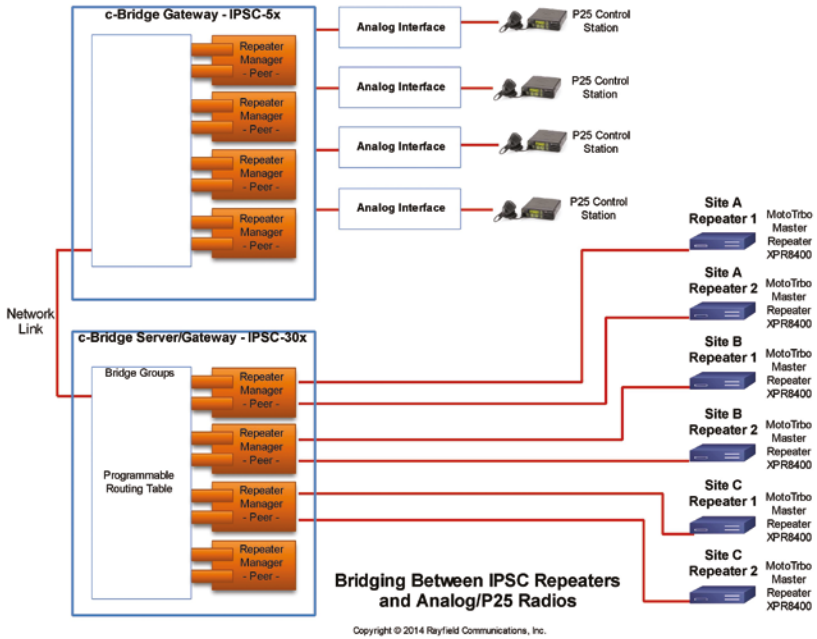 c-Bridge Gateway - IPSC-5x
Repeater
Manager
- Peer -
Repeater
Manager
- Peer -
Repeater
Manager
- Peer -
Repeater
Manager
- Peer -
Analog Interface
P25 Control
Station
Analog Interface
P25 Control
Station
Analog Interface
P25 Control
Station
Analog Interface
P25 Control
Station
Network
Link
c-Bridge Server/Gateway - IPSC-30x
Bridge Groups
Programmable
Routing Table
Repeater
Manager
- Peer -
Repeater
Manager
- Peer -
Repeater
Manager
- Peer -
Repeater
Manager
- Peer -
Site A
Repeater 1
MotoTrbo
Master
Repeater
XPR8400
Site A
Repeater 2
MotoTrbo
Master
Repeater
XPR8400
Site B
Repeater 1
MotoTrbo
Master
Repeater
XPR8400
Site B
Repeater 2
MotoTrbo
Master
Repeater
XPR8400
Site C
Repeater 1
MotoTrbo
Master
Repeater
XPR8400
Site C
Repeater 2
MotoTrbo
Master
Repeater
XPR8400
Bridging Between IPSC Repeaters
and Analog/P25 Radios
Copyright © 2014 Rayfield Communications, Inc.